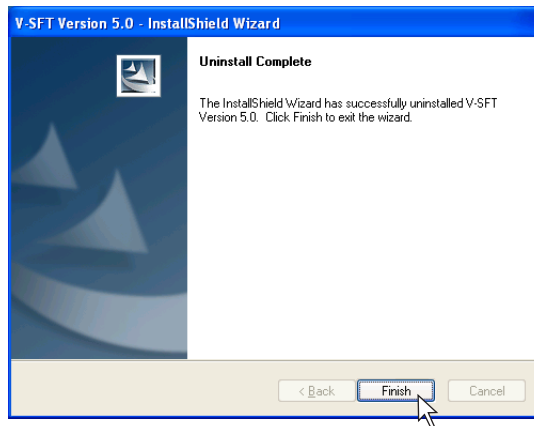 V-SFT Version 5.0 - InstallShield Wizard
Uninstall Complete
The InstallShield Wizard has successfully uninstalled V-SFT
Version 5.0.  Click Finish to exit the wizard.
< Back
Finish
Cancel